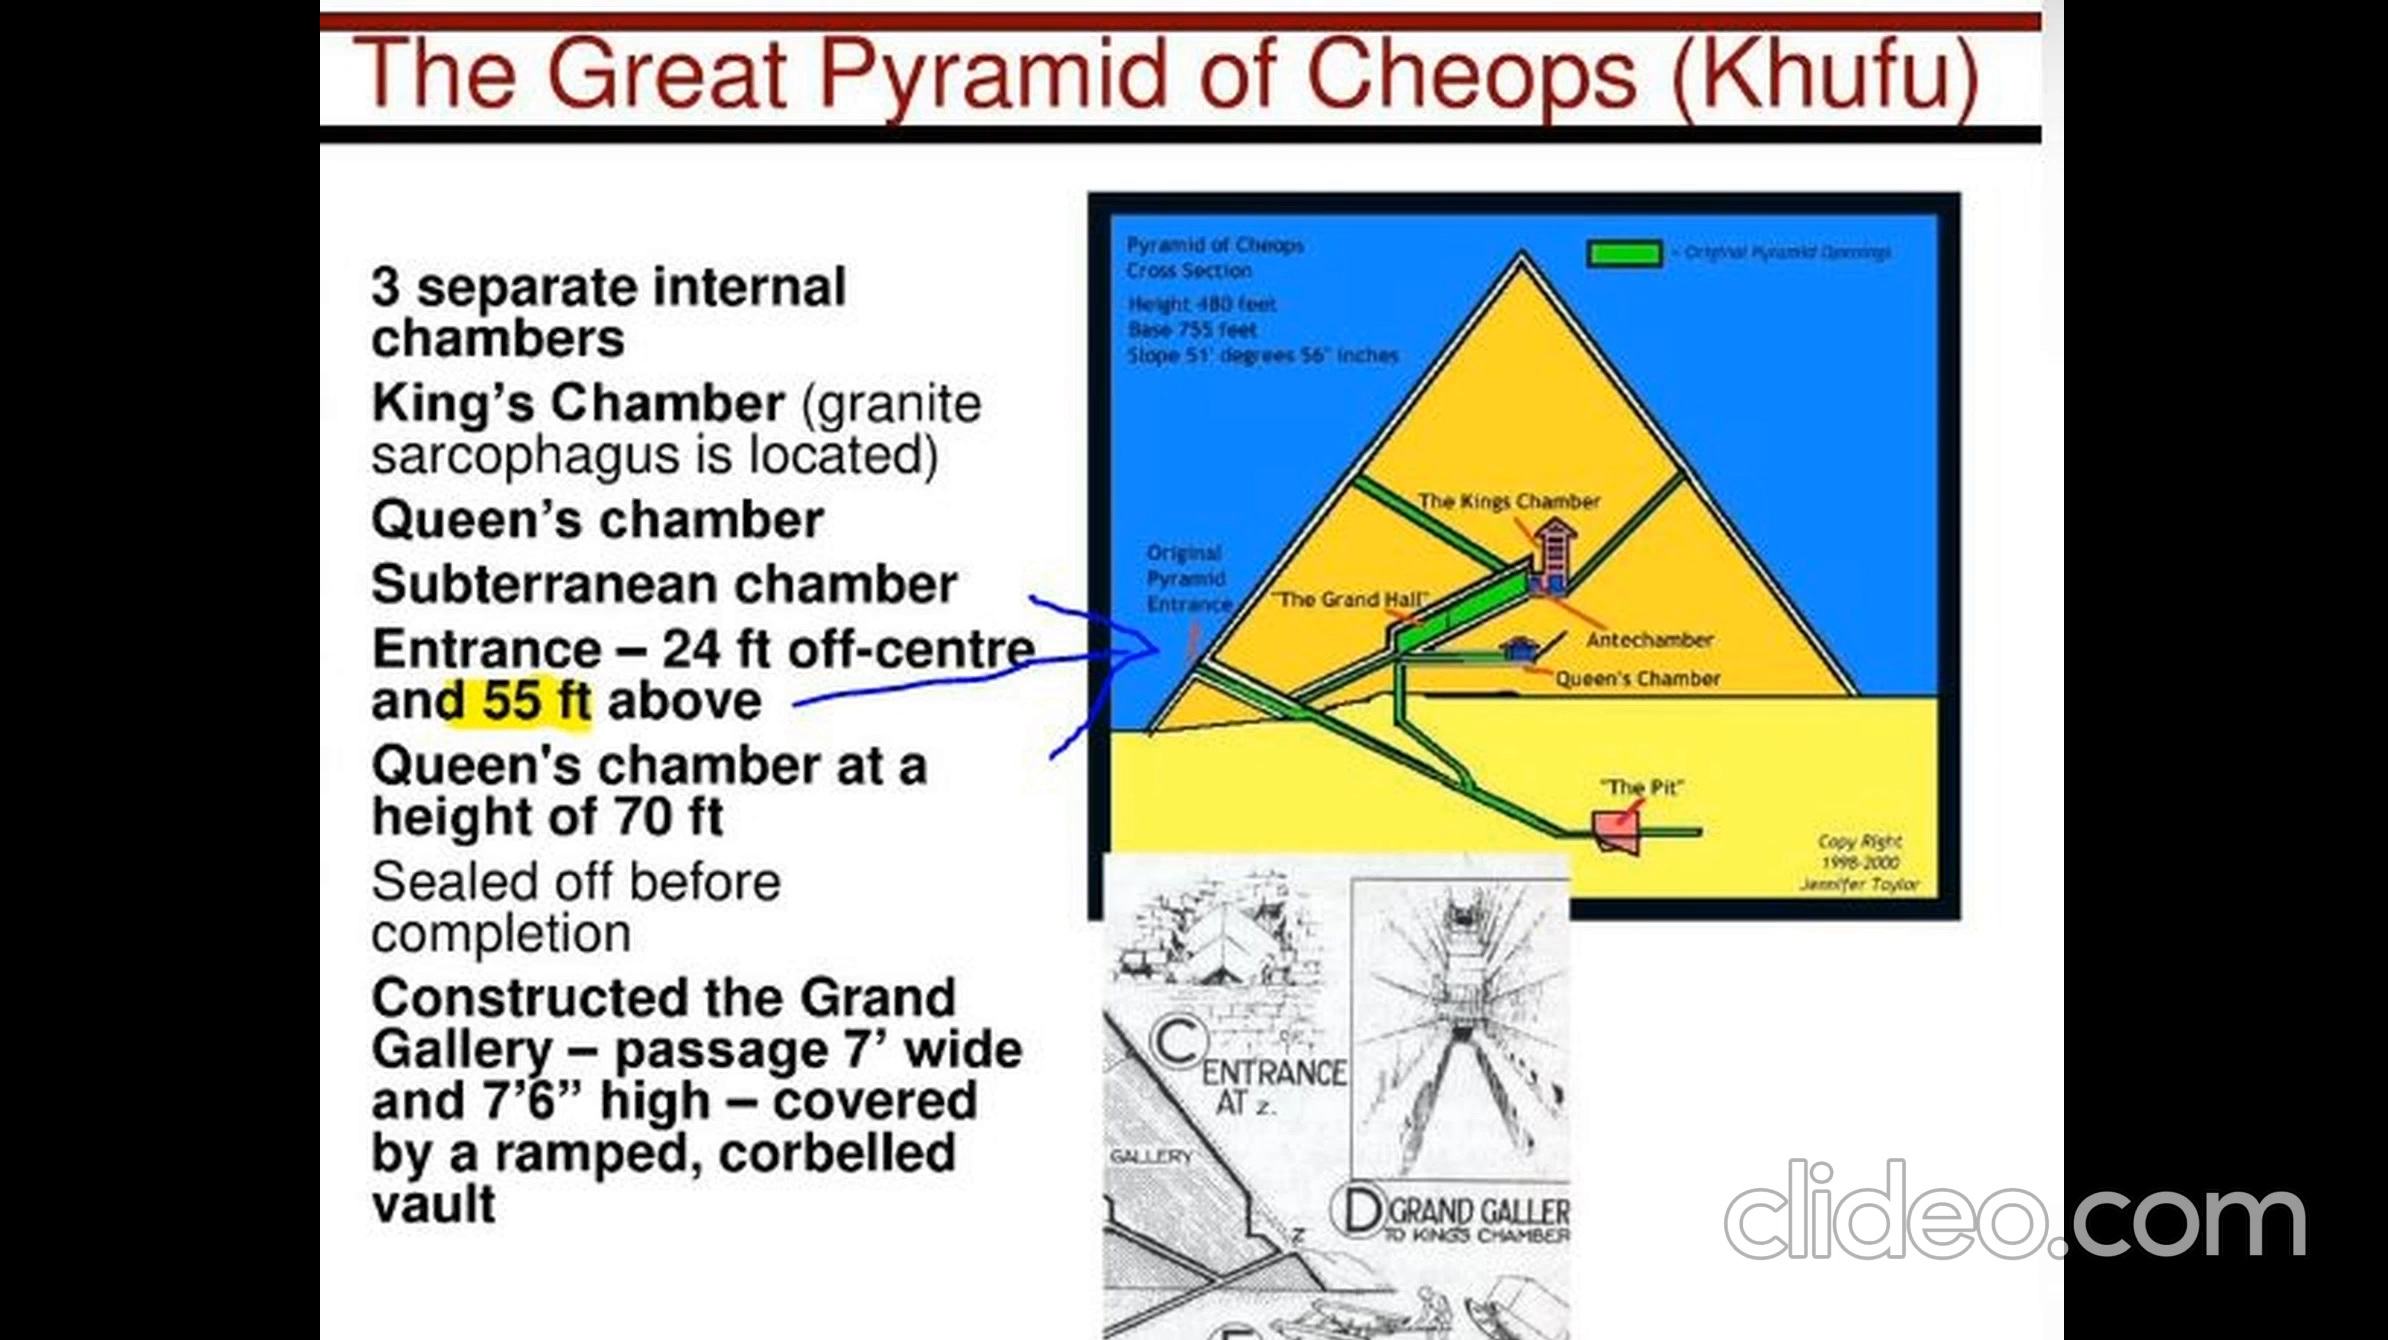 The Great Pyramid of Cheops (Khufu)
3 separate internal
chambers
King’s Chamber (granite
sarcophagus is located)
Queen’s chamber
Subterranean chamber
Entrance – 24 ft off-centre
and 55 ft above
Queen's chamber at a
height of 70 ft
Sealed off before
completion
Constructed the Grand
Gallery – passage 7’ wide
and 7’6” high – covered
by a ramped, corbelled
vault
Pyramid of Cheops
Cross Section
Height 480 feet
Base 755 feet
Slope 51' degrees 56" inches
- Original Pyramid Openings
The Kings Chamber
Original
Pyramid
Entrance
"The Grand Hall"
Antechamber
Queen's Chamber
"The Pit"
Copy Right
1998-2000
Jennifer Taylor
C
ENTRANCE
AT Z.
GALLERY
Z
D GRAND GALLER
TO KING'S CHAMBER
clideo.com